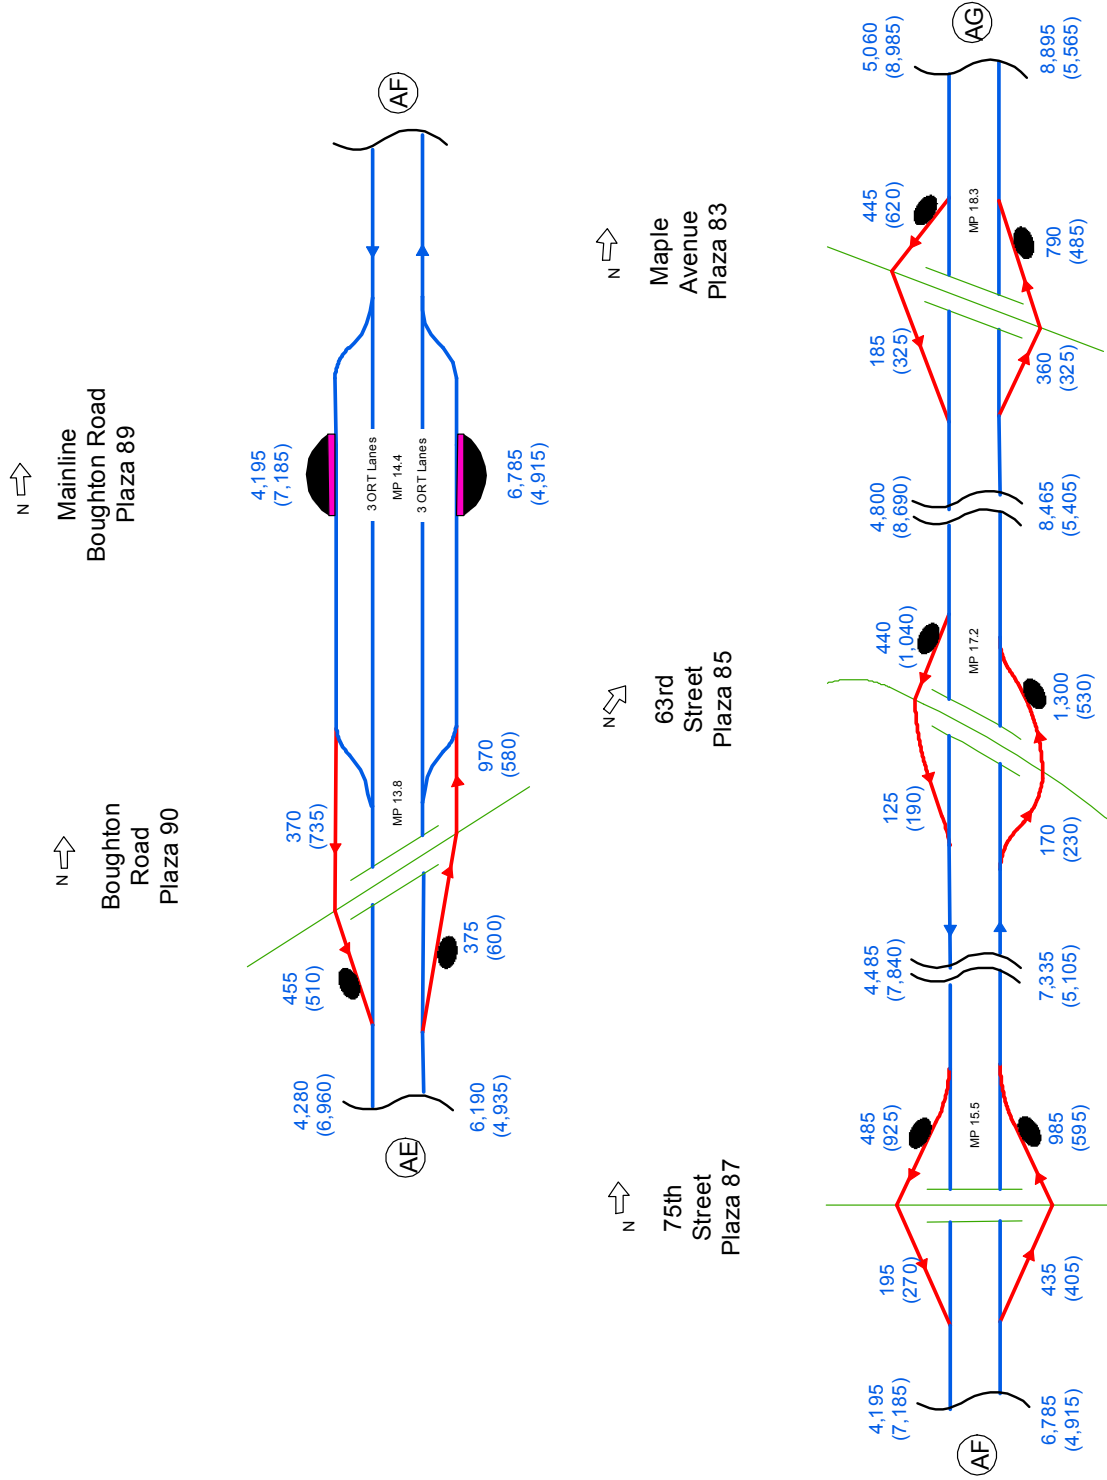 N
Mainline
Boughton Road
Plaza 89
N
Boughton
Road
Plaza 90
AE
4,280
(6,960)
6,190
(4,935)
455
(510)
375
(600)
370
(735)
970
(580)
MP 13.8
4,195
(7,185)
3 ORT Lanes
MP 14.4
3 ORT Lanes
6,785
(4,915)
AF
N
75th
Street
Plaza 87
N
63rd
Street
Plaza 85
N
Maple
Avenue
Plaza 83
AF
4,195
(7,185)
6,785
(4,915)
195
(270)
435
(405)
485
(925)
MP 15.5
985
(595)
4,485
(7,840)
7,335
(5,105)
125
(190)
170
(230)
440
(1,040)
MP 17.2
1,300
(530)
4,800
(8,690)
8,465
(5,405)
185
(325)
360
(325)
445
(620)
MP 18.3
790
(485)
5,060
(8,985)
8,895
(5,565)
AG